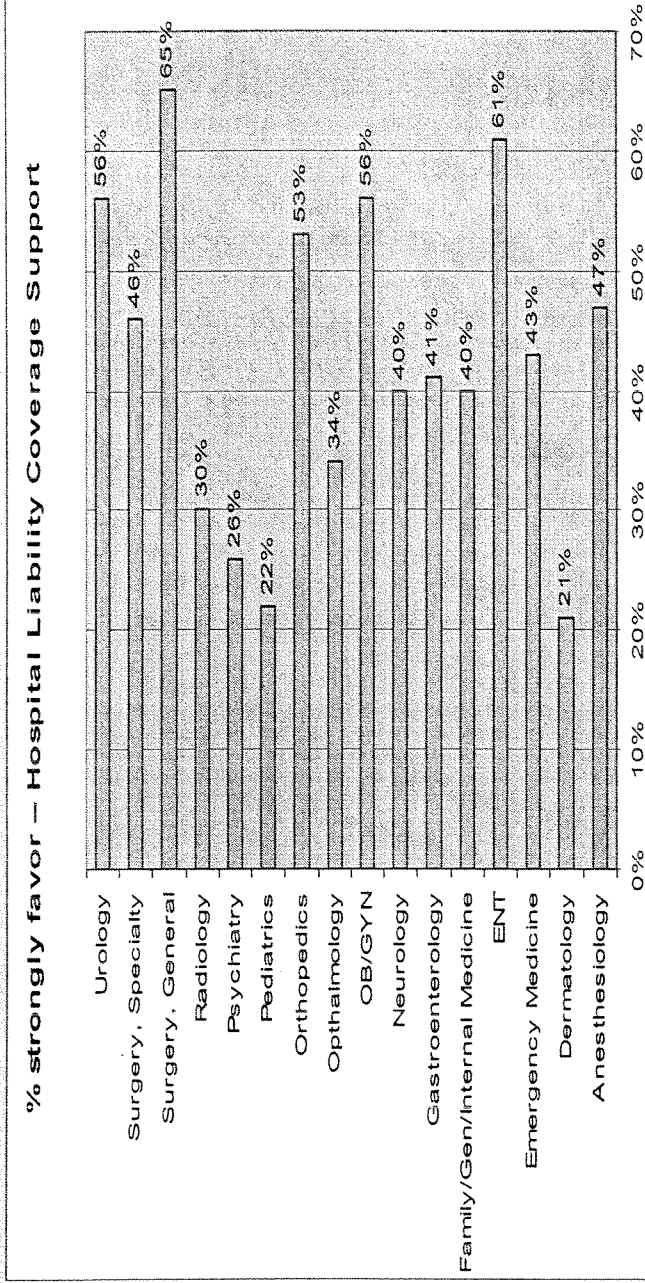 % strongly favor – Hospital Liability Coverage Support
Urology 56%
Surgery, Specialty 46%
Surgery, General 65%
Radiology 30%
Psychiatry 26%
Pediatrics 22%
Orthopedics 53%
Opthalmology 34%
OB/GYN 56%
Neurology 40%
Gastroenterology 41%
Family/Gen/Internal Medicine 40%
ENT 61%
Emergency Medicine 43%
Dermatology 21%
Anesthesiology 47%
0% 10% 20% 30% 40% 50% 60% 70%